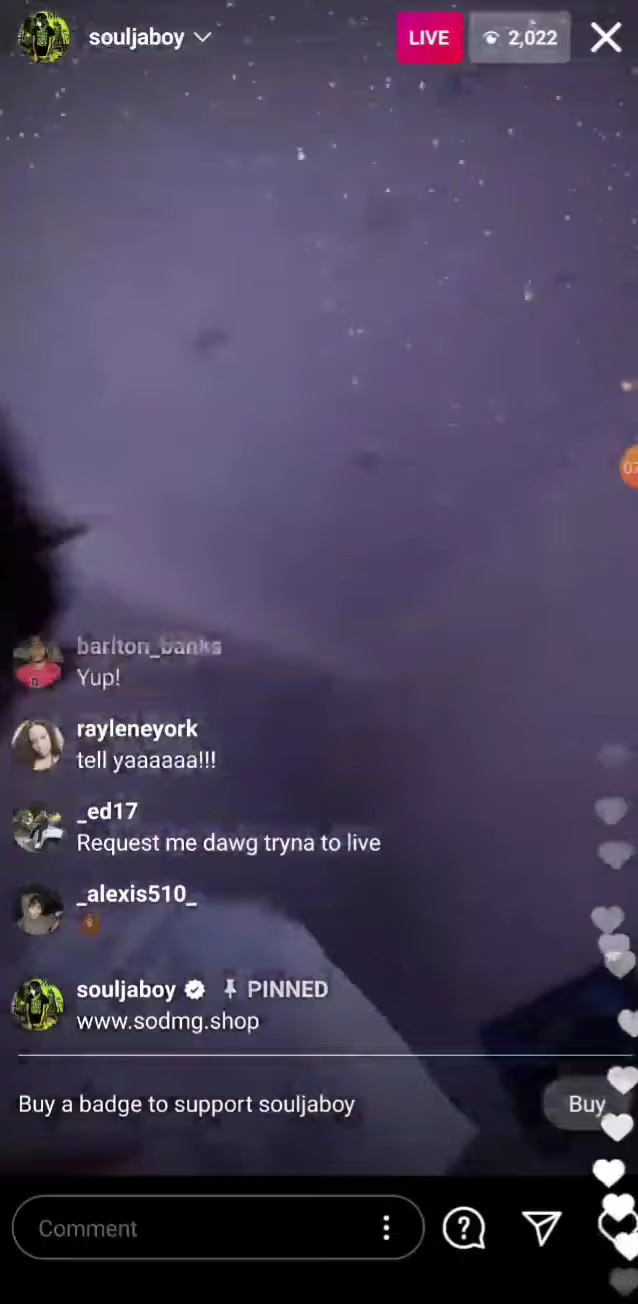 souljaboy
LIVE
2,022
07
barlton_banks
Yup!
rayleneyork
tell yaaaaaa!!!
_ed17
Request me dawg tryna to live
_alexis510_
souljaboy PINNED
www.sodmg.shop
Buy a badge to support souljaboy
Buy
Comment